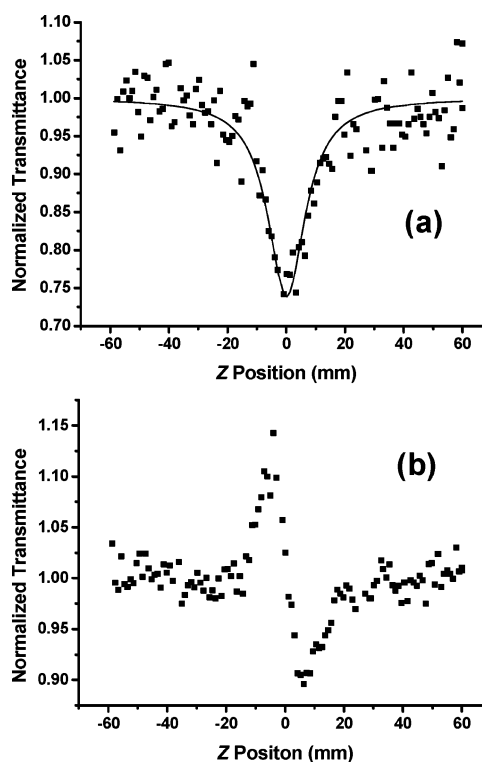 1.10
1.05
1.00
0.95
0.90
0.85
0.80
0.75
0.70
Normalized Transmittance
(a)
-60 -40 -20 0 20 40 60
Z Position (mm)
1.15
1.10
1.05
1.00
0.95
0.90
Normalized Transmittance
(b)
-60 -40 -20 0 20 40 60
Z Positon (mm)